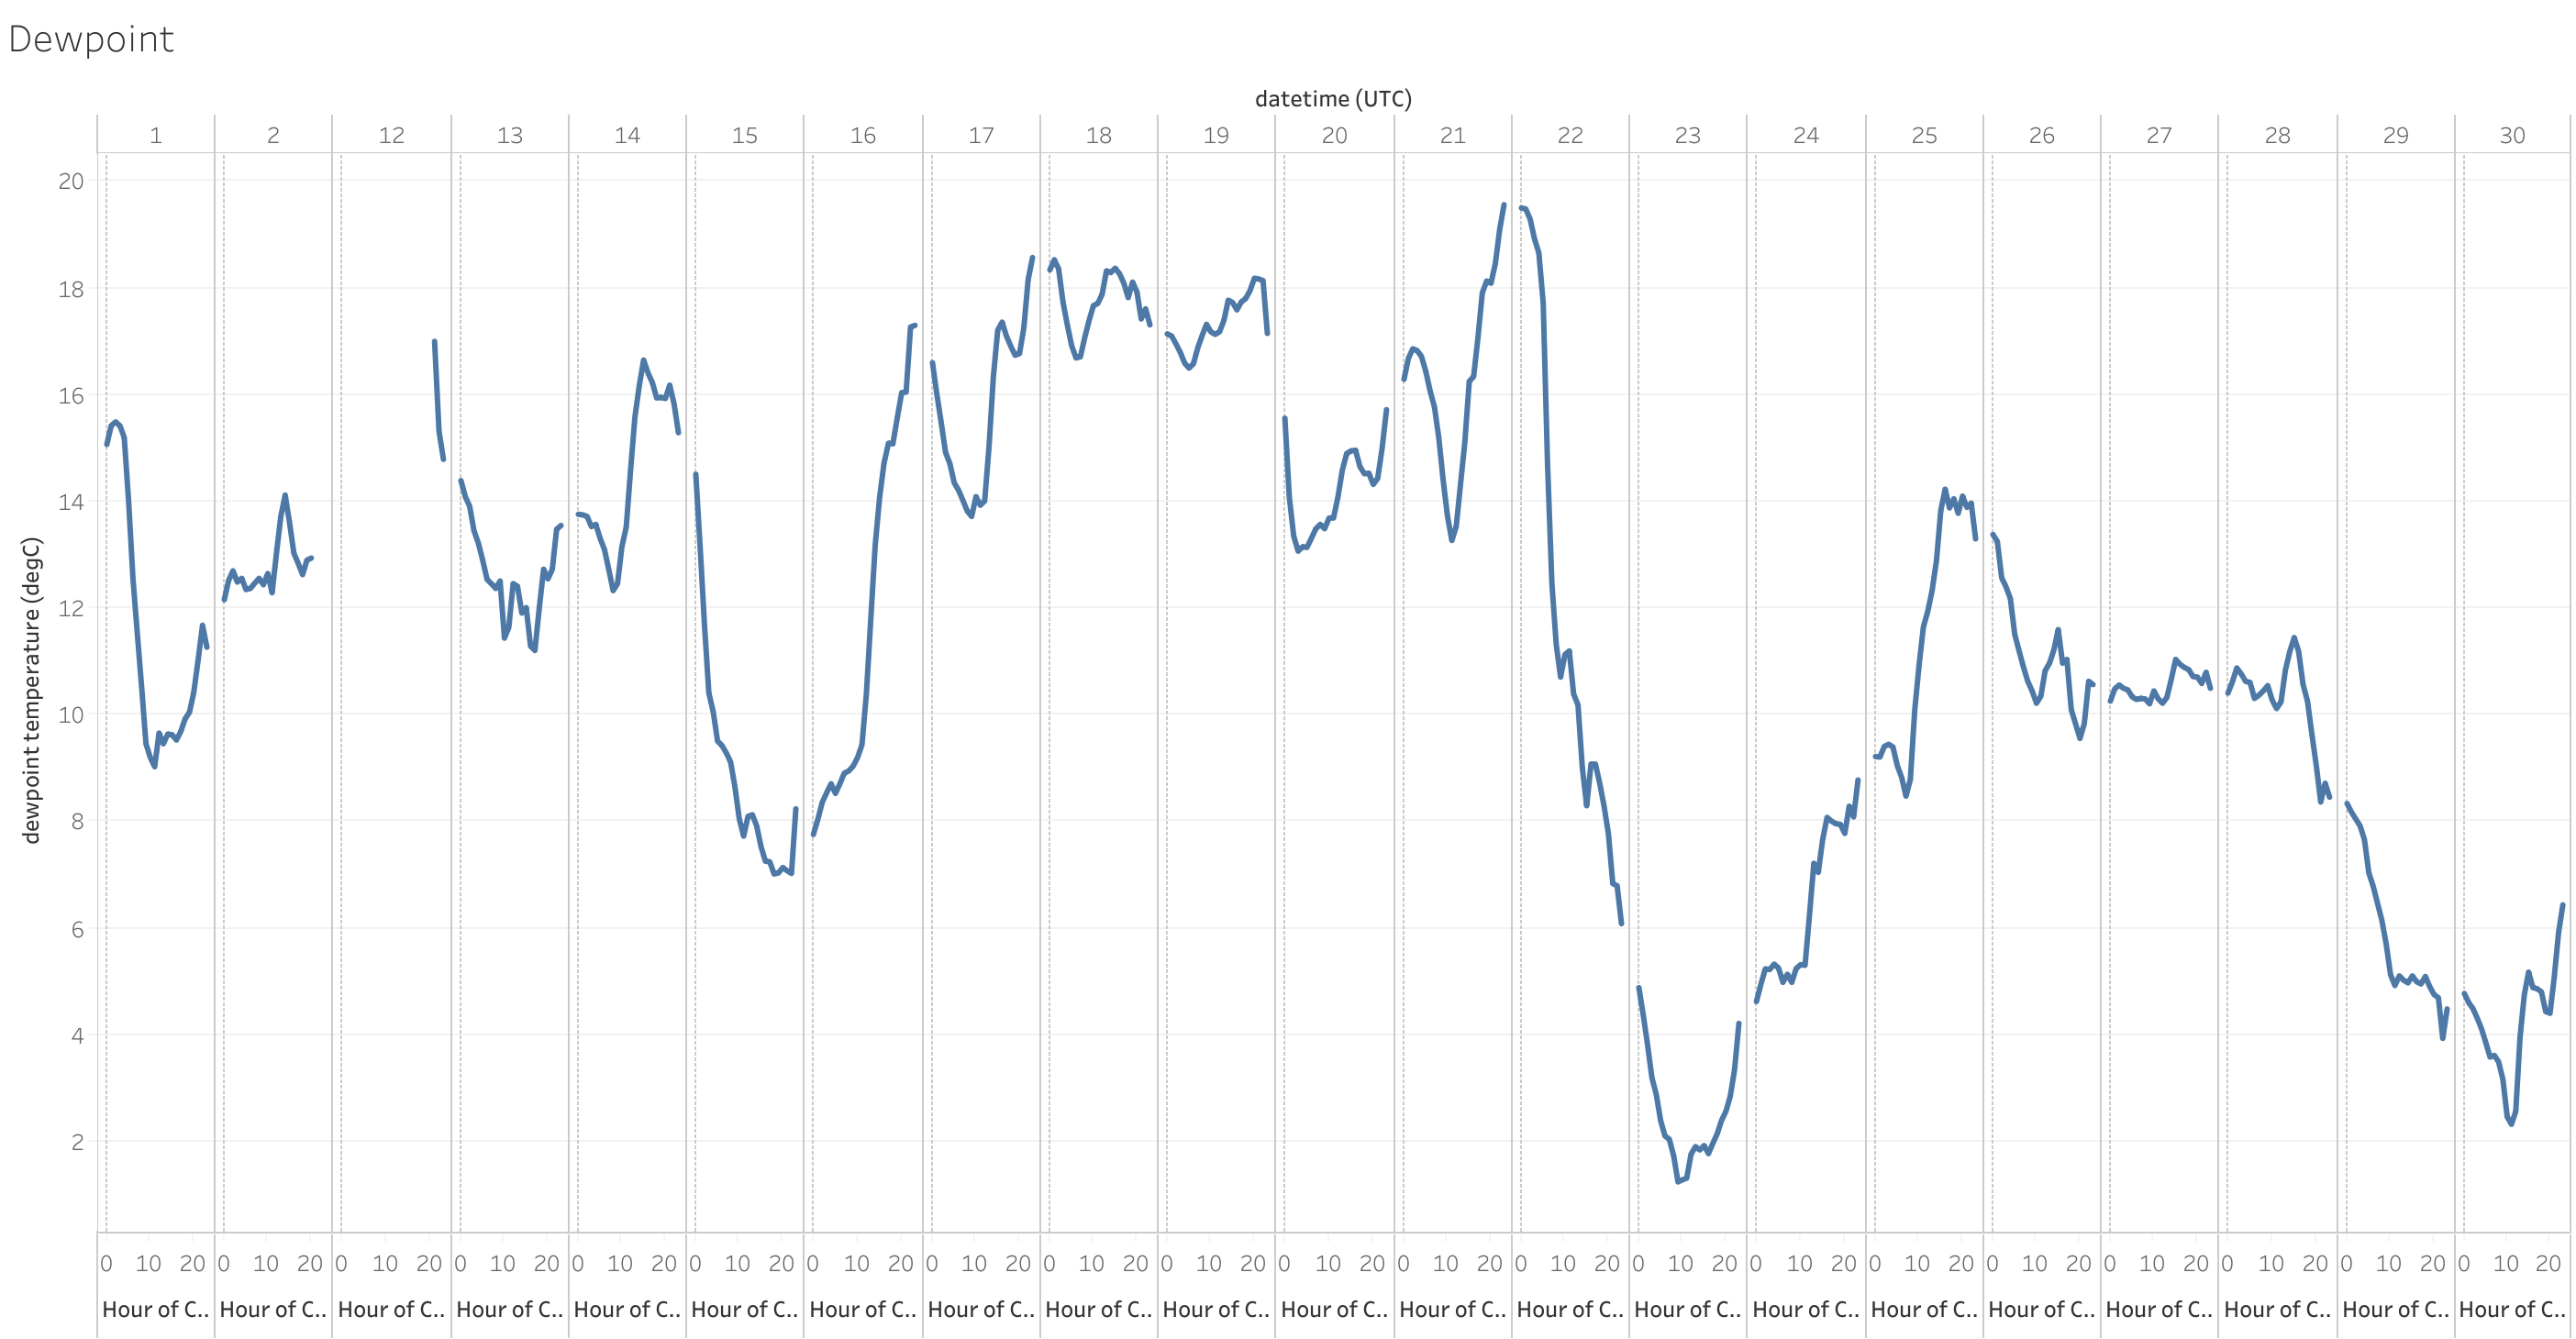 Dewpoint
datetime (UTC)
1 2 12 13 14 15 16 17 18 19 20 21 22 23 24 25 26 27 28 29 30
dewpoint temperature (degC)
20
18
16
14
12
10
8
6
4
2
0 10 20 0 10 20 0 10 20 0 10 20 0 10 20 0 10 20 0 10 20 0 10 20 0 10 20 0 10 20 0 10 20 0 10 20 0 10 20 0 10 20 0 10 20 0 10 20 0 10 20 0 10 20 0 10 20 0 10 20 0 10 20
Hour of C.. Hour of C.. Hour of C.. Hour of C.. Hour of C.. Hour of C.. Hour of C.. Hour of C.. Hour of C.. Hour of C.. Hour of C.. Hour of C.. Hour of C.. Hour of C.. Hour of C.. Hour of C.. Hour of C.. Hour of C.. Hour of C.. Hour of C.. Hour of C..